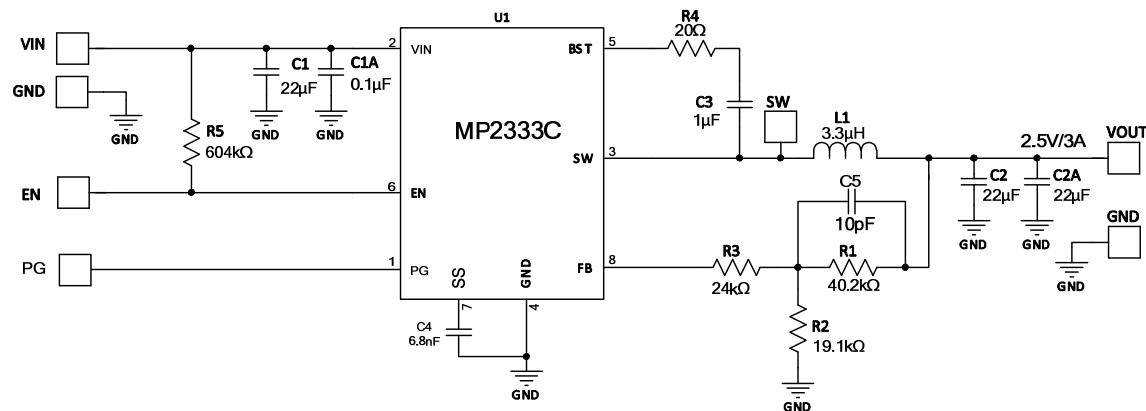 U1
MP2333C
VIN
GND
GND
EN
PG
2
VIN
6
EN
1
PG
C1
22μF
GND
C1A
0.1μF
GND
R5
604kΩ
SS
7
GND
4
C4
6.8nF
GND
BST
5
SW
3
FB
8
R4
20Ω
C3
1μF
SW
L1
3.3μH
2.5V/3A
VOUT
C2
22μF
GND
C2A
22μF
GND
GND
GND
C5
10pF
R3
24kΩ
R1
40.2kΩ
R2
19.1kΩ
GND